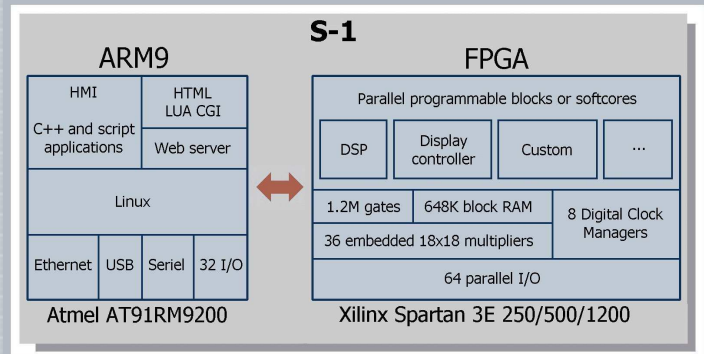 S-1
ARM9
HMI
C++ and script
applications
HTML
LUA CGI
Web server
Linux
Ethernet
USB
Seriel
32 I/O
Atmel AT91RM9200
FPGA
Parallel programmable blocks or softcores
DSP
Display
controller
Custom
...
1.2M gates
648K block RAM
36 embedded 18x18 multipliers
8 Digital Clock
Managers
64 parallel I/O
Xilinx Spartan 3E 250/500/1200